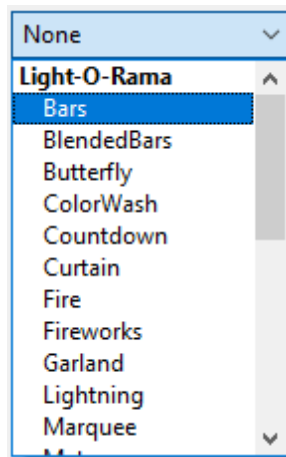 None
Light-O-Rama
Bars
BlendedBars
Butterfly
ColorWash
Countdown
Curtain
Fire
Fireworks
Garland
Lightning
Marquee